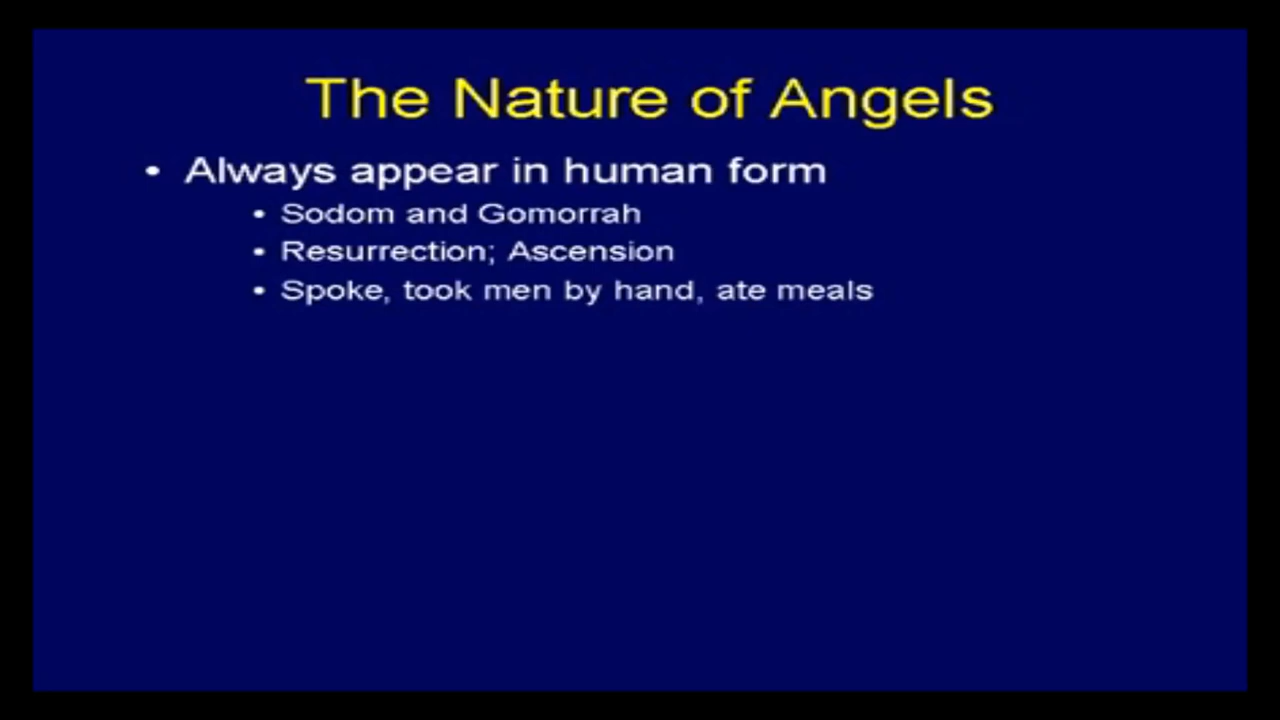 The Nature of Angels
• Always appear in human form
• Sodom and Gomorrah
• Resurrection; Ascension
• Spoke, took men by hand, ate meals